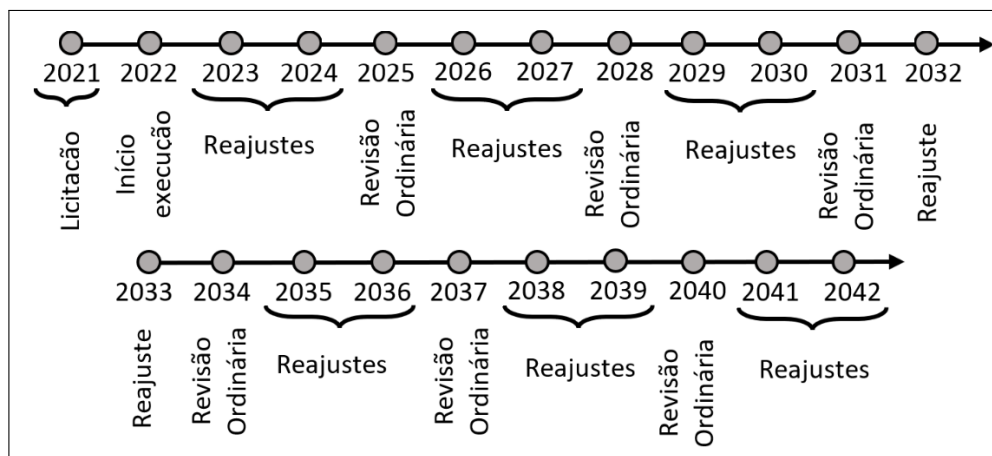 2021 2022 2023 2024 2025 2026 2027 2028 2029 2030 2031 2032
Licitacão
Início
execução
Reajustes
Revisão
Ordinária
Reajustes
Revisão
Ordinária
Reajustes
Revisão
Ordinária
Reajuste
2033 2034 2035 2036 2037 2038 2039 2040 2041 2042
Reajuste
Revisão
Ordinária
Reajustes
Revisão
Ordinária
Reajustes
Revisão
Ordinária
Reajustes